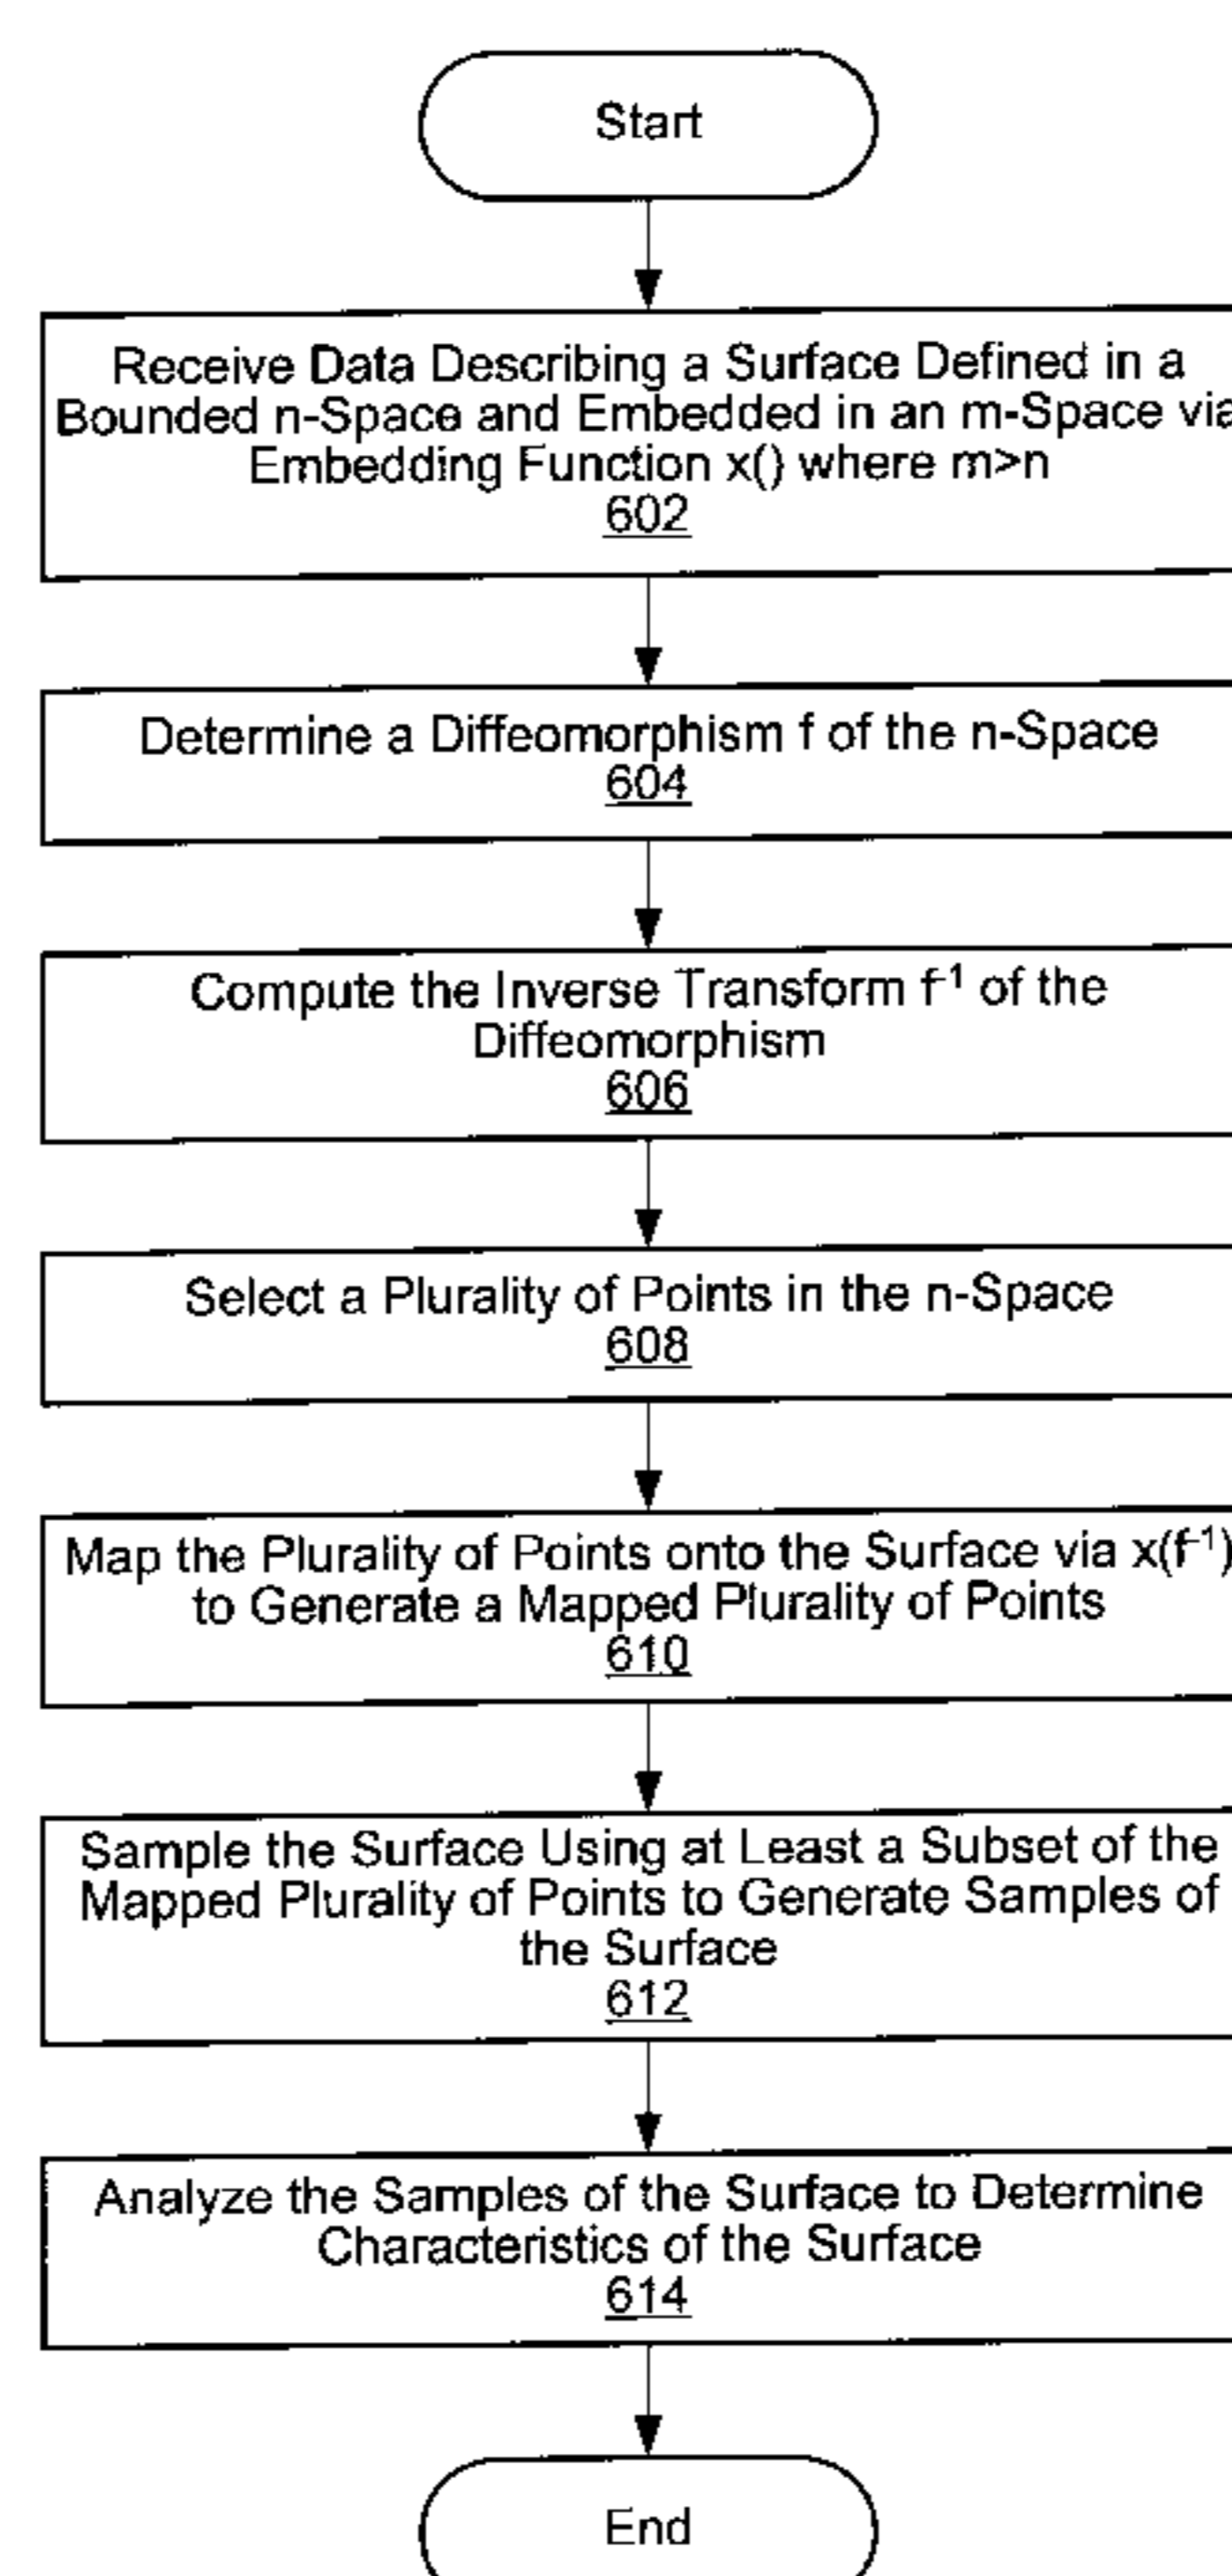 Start
Receive Data Describing a Surface Defined in a
Bounded n-Space and Embedded in an m-Space via
Embedding Function x() where m>n
602
Determine a Diffeomorphism f of the n-Space
604
Compute the Inverse Transform f-1 of the
Diffeomorphism
606
Select a Plurality of Points in the n-Space
608
Map the Plurality of Points onto the Surface via x(f-1)
to Generate a Mapped Plurality of Points
610
Sample the Surface Using at Least a Subset of the
Mapped Plurality of Points to Generate Samples of
the Surface
612
Analyze the Samples of the Surface to Determine
Characteristics of the Surface
614
End